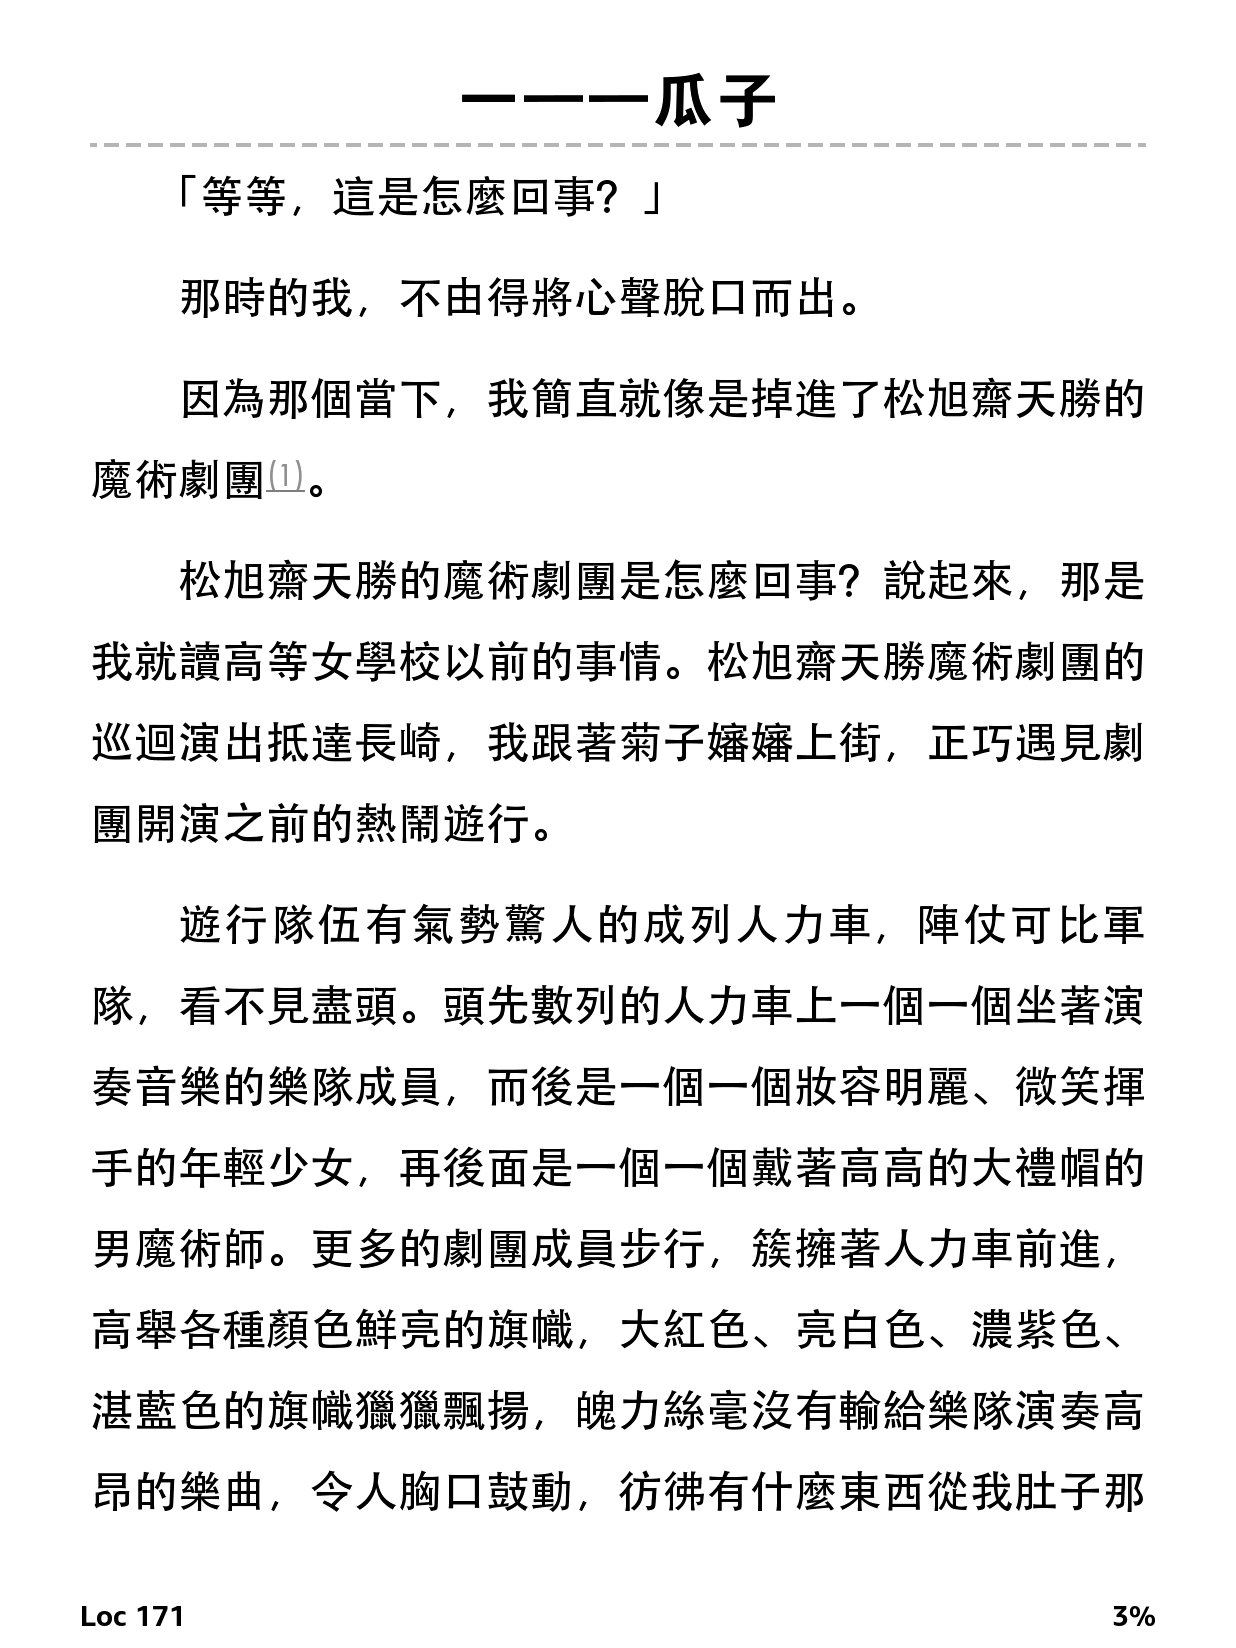 一一一瓜子
「等等，這是怎麼回事？」
那時的我，不由得將心聲脫口而出。
因為那個當下，我簡直就像是掉進了松旭齋天勝的
魔術劇團(1)。
松旭齋天勝的魔術劇團是怎麼回事？說起來，那是
我就讀高等女學校以前的事情。松旭齋天勝魔術劇團的
巡迴演出抵達長崎，我跟著菊子嬸嬸上街，正巧遇見劇
團開演之前的熱鬧遊行。
遊行隊伍有氣勢驚人的成列人力車，陣仗可比軍
隊，看不見盡頭。頭先數列的人力車上一個一個坐著演
奏音樂的樂隊成員，而後是一個一個妝容明麗、微笑揮
手的年輕少女，再後面是一個一個戴著高高的大禮帽的
男魔術師。更多的劇團成員步行，簇擁著人力車前進，
高舉各種顏色鮮亮的旗幟，大紅色、亮白色、濃紫色、
湛藍色的旗幟獵獵飄揚，魄力絲毫沒有輸給樂隊演奏高
昂的樂曲，令人胸口鼓動，彷彿有什麼東西從我肚子那
Loc 171
3%